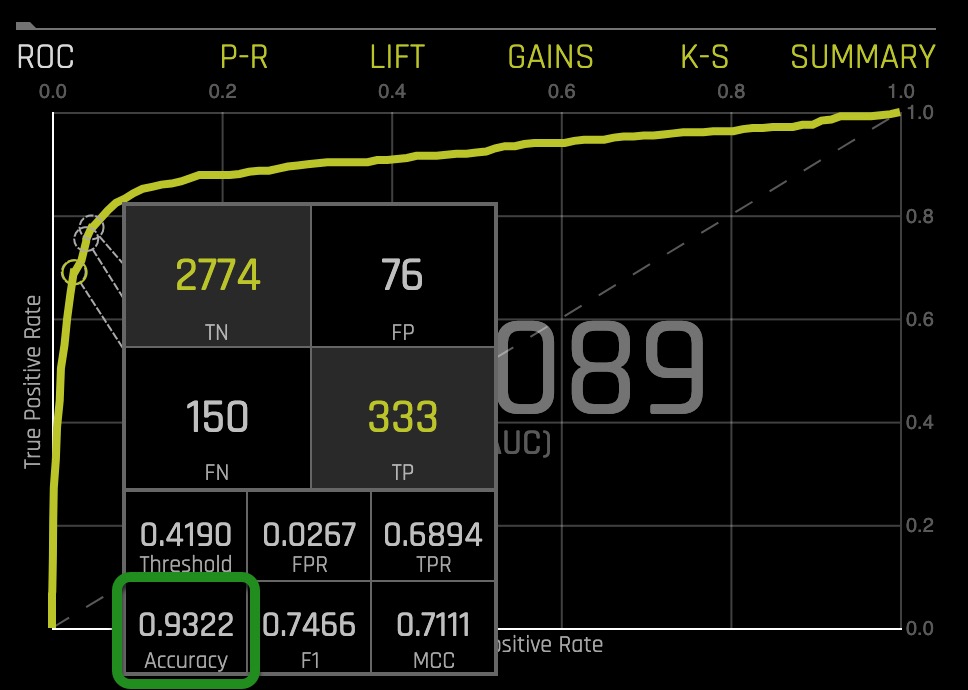 ROC P-R LIFT GAINS K-S SUMMARY
0.0 0.2 0.4 0.6 0.8 1.0
1.0
0.8
0.6
0.4
0.2
0.0
True Positive Rate
2774 76
TN FP
150 333
FN TP
089
AUC)
0.4190 0.0267 0.6894
Threshold FPR TPR
0.9322 0.7466 0.7111
Accuracy F1 MCC
ositive Rate